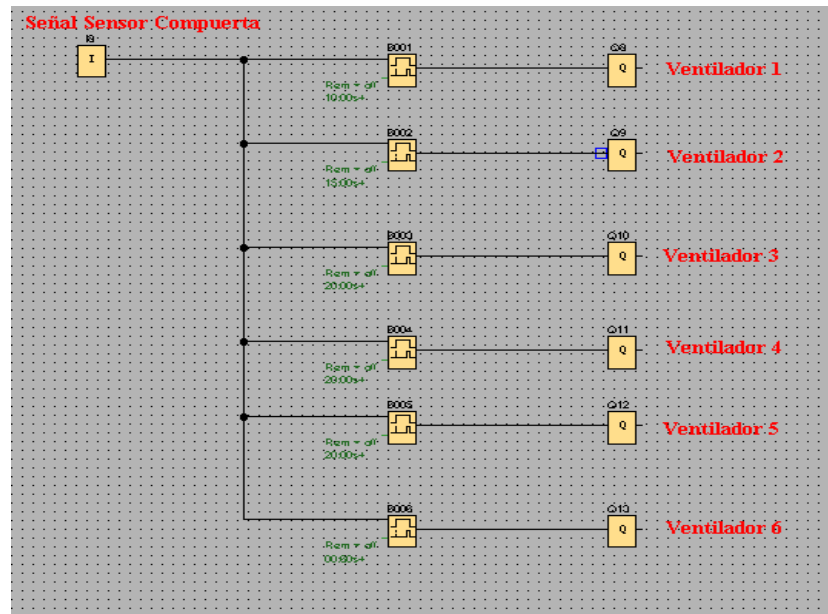 Señal Sensor Compuerta
I
B001
Rem = off
10:00s+
Q8
Q
Ventilador 1
B002
Rem = off
15:00s+
Q9
Q
Ventilador 2
B003
Rem = off
20:00s+
Q10
Q
Ventilador 3
B004
Rem = off
Q11
Q
Ventilador 4
B005
Rem = off
20:00s+
Q12
Q
Ventilador 5
B006
Rem = off
Q13
Q
Ventilador 6